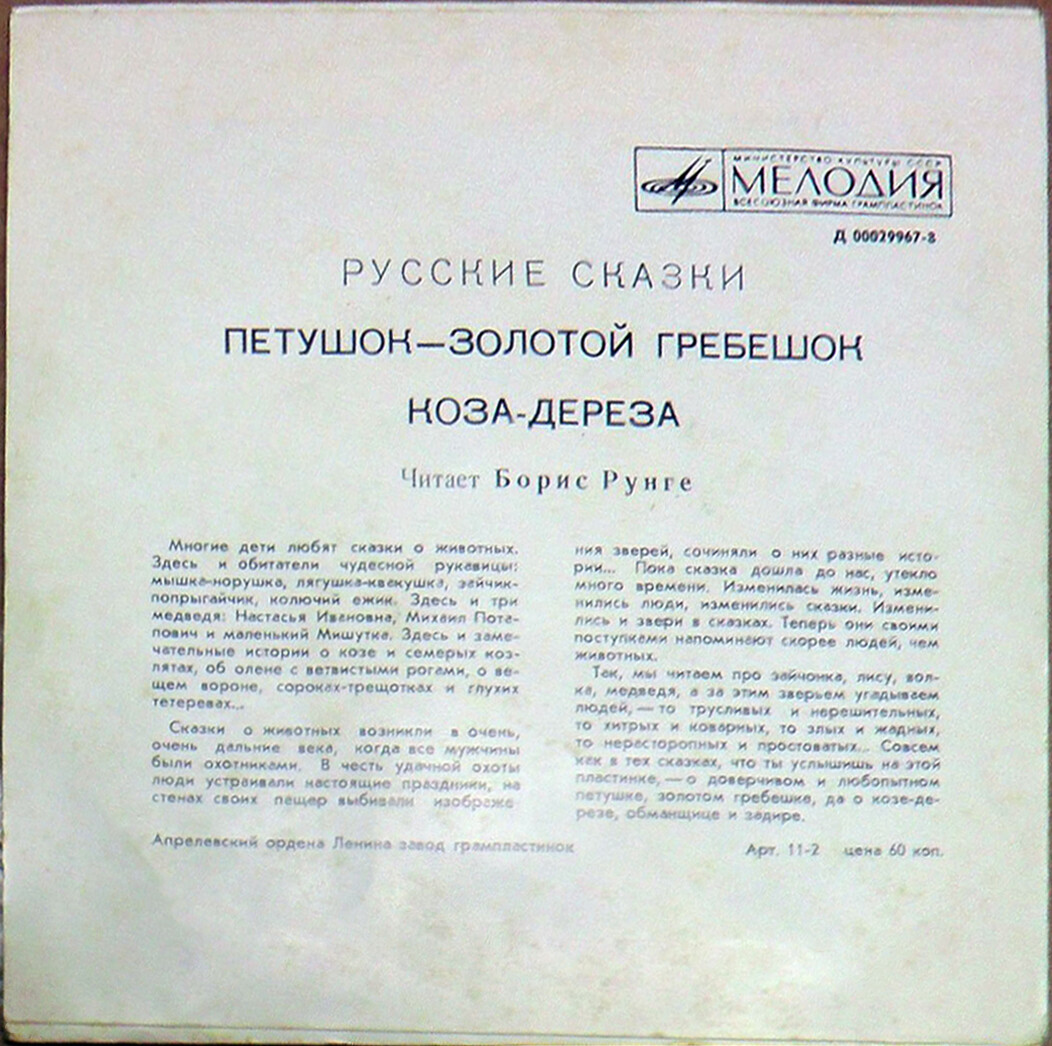 МИНИСТЕРСТВО КУЛЬТУРЫ СССР
МЕЛОДИЯ
ВСЕСОЮЗНАЯ ФИРМА ГРАМПЛАСТИНОК
Д 00029967-8
РУССКИЕ СКАЗКИ
ПЕТУШОК—ЗОЛОТОЙ ГРЕБЕШОК
КОЗА-ДЕРЕЗА
Читает Борис Рунге
Многие дети любят сказки о животных.
Здесь и обитатели чудесной рукавицы:
мышка-норушка, лягушка-квакушка, зайчик-
попрыгайчик, колючий ежик. Здесь и три
медведя: Настасья Ивановна, Михаил Пота-
пович и маленький Мишутка. Здесь и заме-
чательные истории о козе и семерых коз-
лятах, об олене с ветвистыми рогами, о ве-
щем вороне, сороках-трещотках и глухих
тетеревах...
Сказки о животных возникли в очень,
очень дальние века, когда все мужчины
были охотниками. В честь удачной охоты
люди устраивали настоящие праздники, на
стенах своих пещер выбивали изображе-
ния зверей, сочиняли о них разные исто-
рии... Пока сказка дошла до нас, утекло
много времени. Изменилась жизнь, изме-
нились люди, изменились сказки. Измени-
лись и звери в сказках. Теперь они своими
поступками напоминают скорее людей, чем
животных.
Так, мы читаем про зайчонка, лису, вол-
ка, медведя, а за этим зверьем угадываем
людей, — то трусливых и нерешительных,
то хитрых и коварных, то злых и жадных,
то нерасторопных и простоватых... Совсем
как в тех сказках, что ты услышишь на этой
пластинке, — о доверчивом и любопытном
петушке, золотом гребешке, да о козе-де-
резе, обманщице и задире.
Апрелевский ордена Ленина завод грампластинок
Арт. 11-2 цена 60 коп.